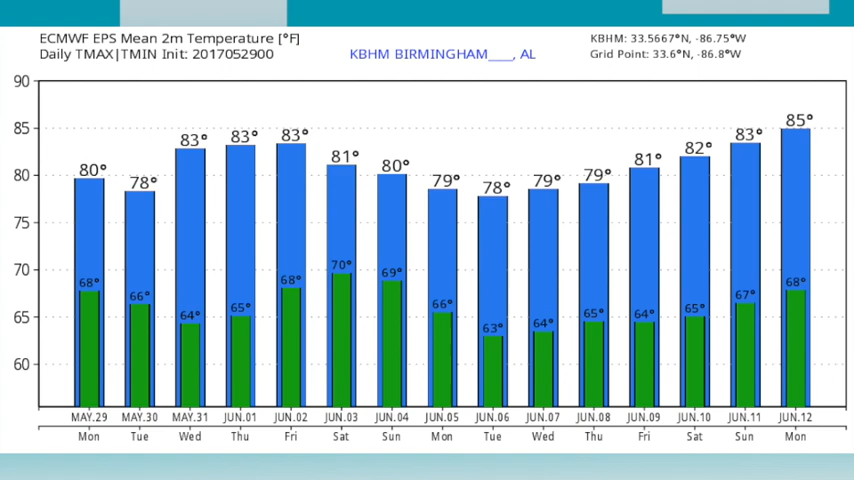 ECMWF EPS Mean 2m Temperature [°F]
Daily TMAX|TMIN Init: 2017052900
KBHM BIRMINGHAM____, AL
KBHM: 33.5667°N, -86.75°W
Grid Point: 33.6°N, -86.8°W
90
85
80
75
70
65
60
80° 78° 83° 83° 83° 81° 80° 79° 78° 79° 79° 81° 82° 83° 85°
68° 66° 64° 65° 68° 70° 69° 66° 63° 64° 65° 64° 65° 67° 68°
MAY.29 MAY.30 MAY.31 JUN.01 JUN.02 JUN.03 JUN.04 JUN.05 JUN.06 JUN.07 JUN.08 JUN.09 JUN.10 JUN.11 JUN.12
Mon Tue Wed Thu Fri Sat Sun Mon Tue Wed Thu Fri Sat Sun Mon